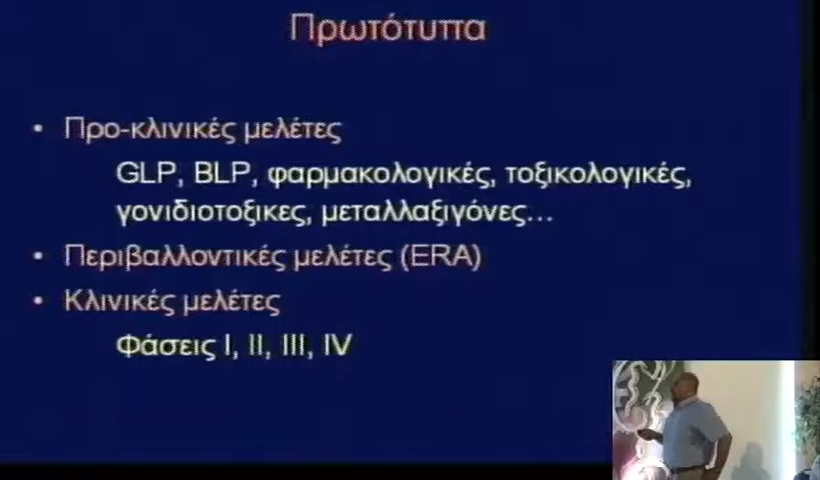 Πρωτότυπα
• Προ-κλινικές μελέτες
GLP, BLP, φαρμακολογικές, τοξικολογικές,
γονιδιοτοξικες, μεταλλαξιγόνες...
• Περιβαλλοντικές μελέτες (ERA)
• Κλινικές μελέτες
Φάσεις I, II, III, IV